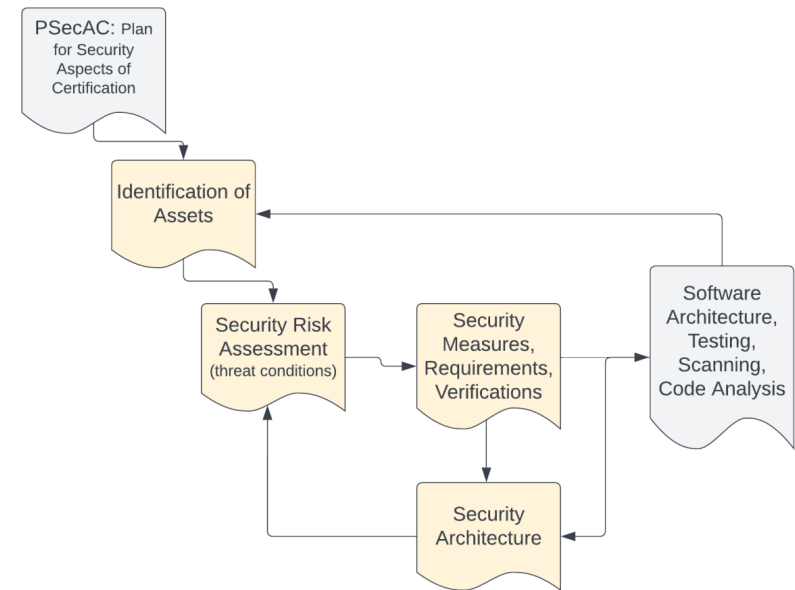 PSecAC: Plan
for Security
Aspects of
Certification
Identification of
Assets
Security Risk
Assessment
(threat conditions)
Security
Measures,
Requirements,
Verifications
Software
Architecture,
Testing,
Scanning,
Code Analysis
Security
Architecture